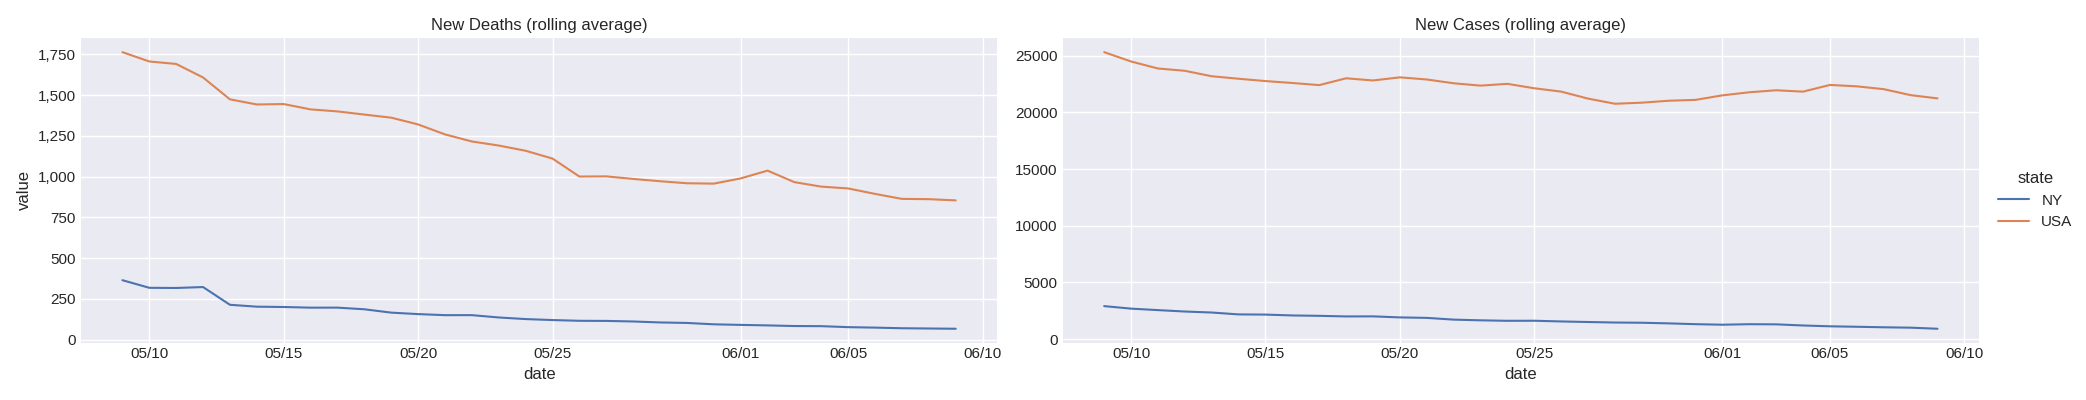 New Deaths (rolling average)
1,750
1,500
1,250
1,000
750
500
250
0
value
05/10 05/15 05/20 05/25 06/01 06/05 06/10
date
New Cases (rolling average)
25000
20000
15000
10000
5000
0
05/10 05/15 05/20 05/25 06/01 06/05 06/10
date
state
NY
USA